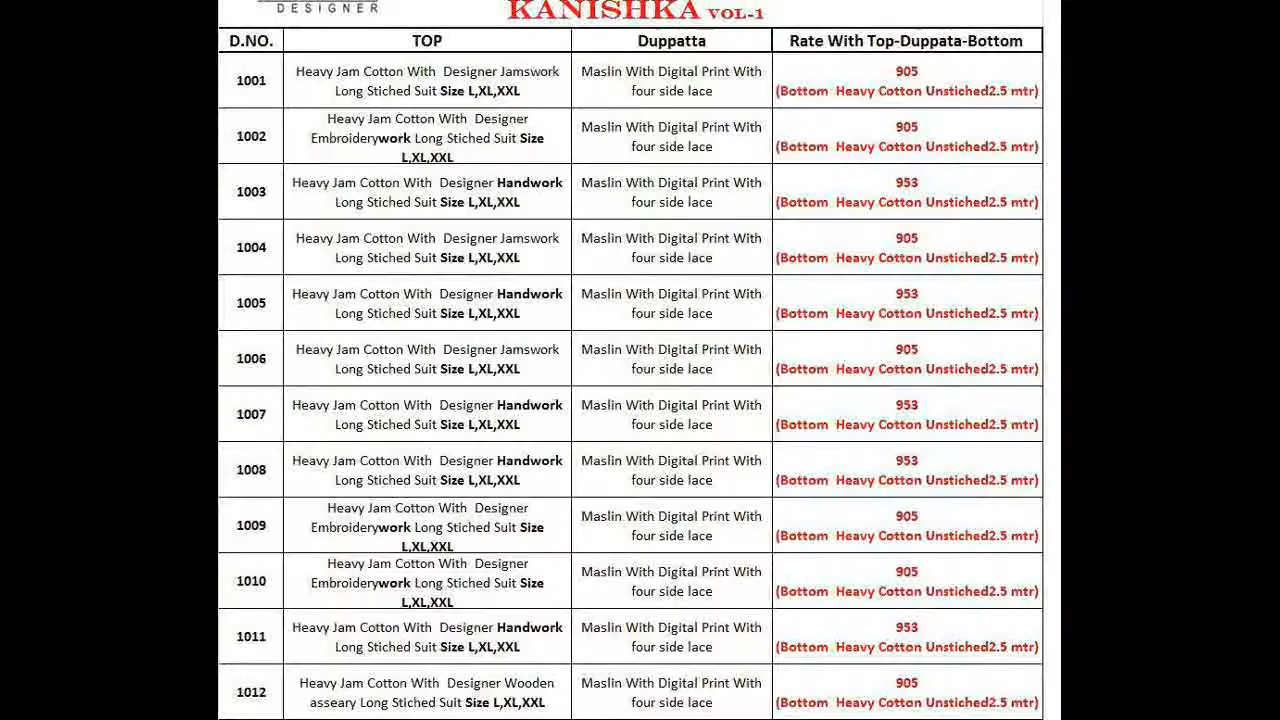 DESIGNER
KANISHKA VOL-1
D.NO. TOP Duppatta Rate With Top-Duppata-Bottom
1001
Heavy Jam Cotton With Designer Jamswork
Long Stiched Suit Size L,XL,XXL
Maslin With Digital Print With
four side lace
905
(Bottom Heavy Cotton Unstiched2.5 mtr)
1002
Heavy Jam Cotton With Designer
Embroiderywork Long Stiched Suit Size
L,XL,XXL
Maslin With Digital Print With
four side lace
905
(Bottom Heavy Cotton Unstiched2.5 mtr)
1003
Heavy Jam Cotton With Designer Handwork
Long Stiched Suit Size L,XL,XXL
Maslin With Digital Print With
four side lace
953
(Bottom Heavy Cotton Unstiched2.5 mtr)
1004
Heavy Jam Cotton With Designer Jamswork
Long Stiched Suit Size L,XL,XXL
Maslin With Digital Print With
four side lace
905
(Bottom Heavy Cotton Unstiched2.5 mtr)
1005
Heavy Jam Cotton With Designer Handwork
Long Stiched Suit Size L,XL,XXL
Maslin With Digital Print With
four side lace
953
(Bottom Heavy Cotton Unstiched2.5 mtr)
1006
Heavy Jam Cotton With Designer Jamswork
Long Stiched Suit Size L,XL,XXL
Maslin With Digital Print With
four side lace
905
(Bottom Heavy Cotton Unstiched2.5 mtr)
1007
Heavy Jam Cotton With Designer Handwork
Long Stiched Suit Size L,XL,XXL
Maslin With Digital Print With
four side lace
953
(Bottom Heavy Cotton Unstiched2.5 mtr)
1008
Heavy Jam Cotton With Designer Handwork
Long Stiched Suit Size L,XL,XXL
Maslin With Digital Print With
four side lace
953
(Bottom Heavy Cotton Unstiched2.5 mtr)
1009
Heavy Jam Cotton With Designer
Embroiderywork Long Stiched Suit Size
L,XL,XXL
Maslin With Digital Print With
four side lace
905
(Bottom Heavy Cotton Unstiched2.5 mtr)
1010
Heavy Jam Cotton With Designer
Embroiderywork Long Stiched Suit Size
L,XL,XXL
Maslin With Digital Print With
four side lace
905
(Bottom Heavy Cotton Unstiched2.5 mtr)
1011
Heavy Jam Cotton With Designer Handwork
Long Stiched Suit Size L,XL,XXL
Maslin With Digital Print With
four side lace
953
(Bottom Heavy Cotton Unstiched2.5 mtr)
1012
Heavy Jam Cotton With Designer Wooden
asseary Long Stiched Suit Size L,XL,XXL
Maslin With Digital Print With
four side lace
905
(Bottom Heavy Cotton Unstiched2.5 mtr)